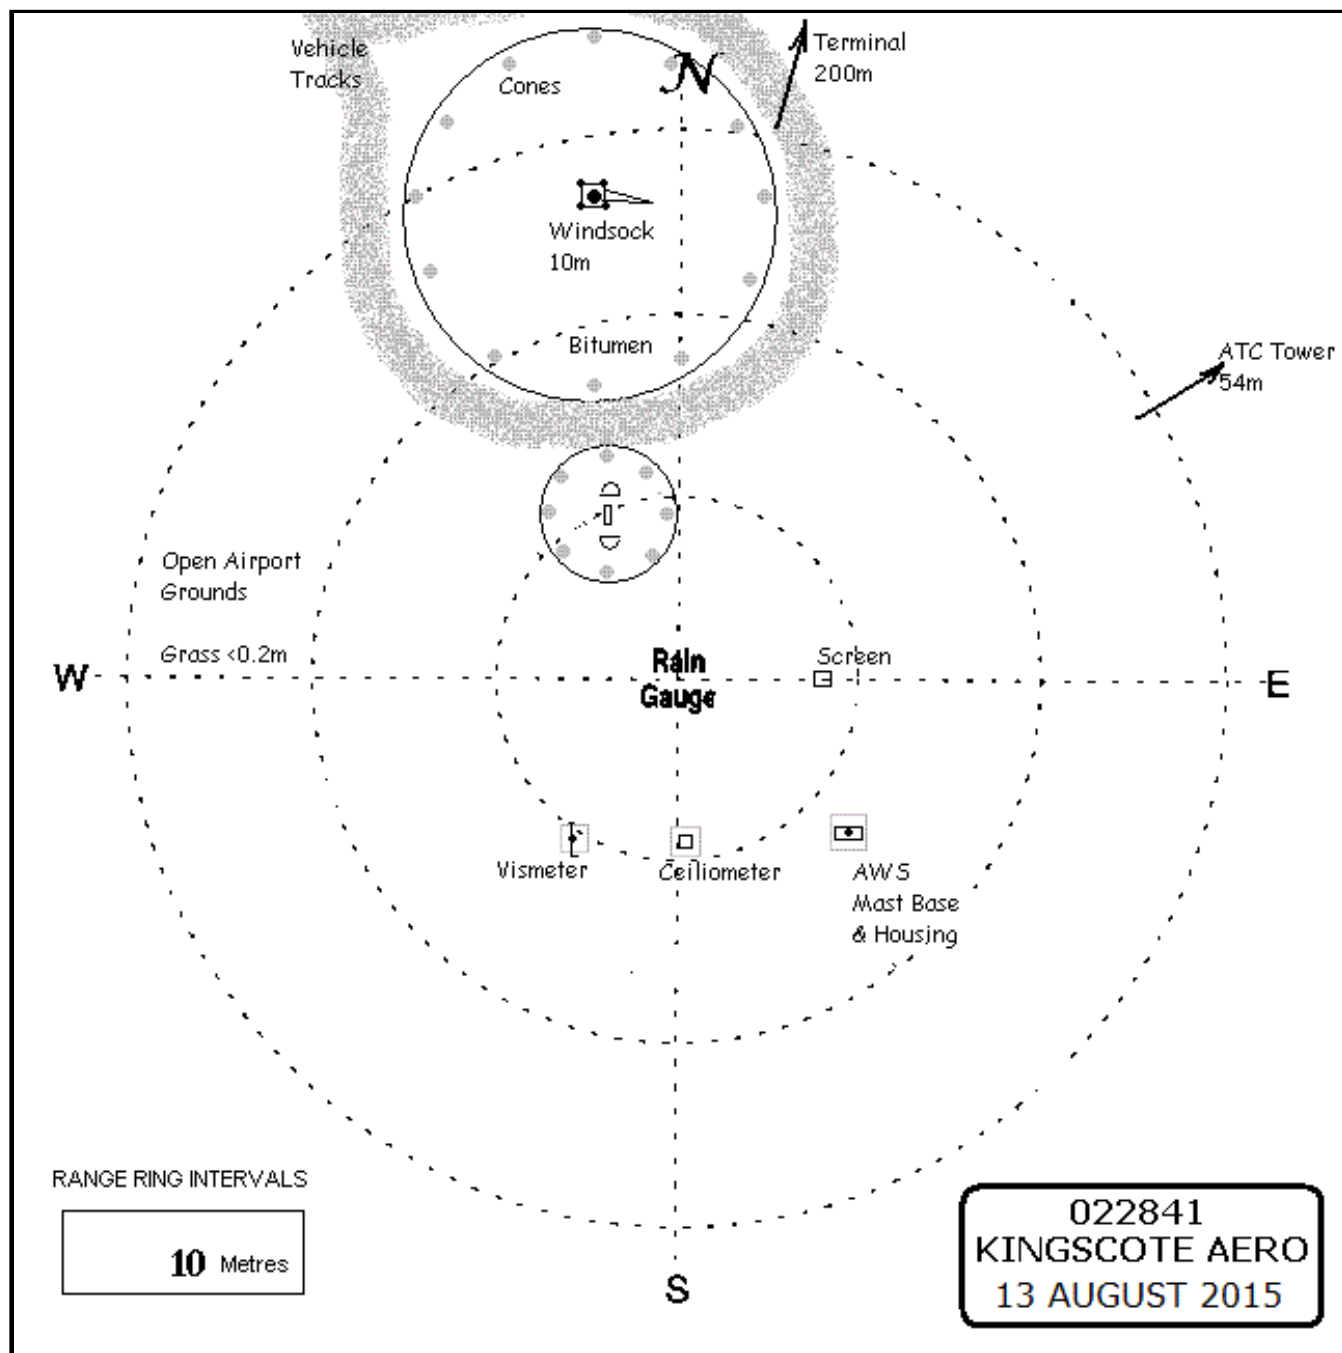 Vehicle
Tracks
Cones
N
Terminal
200m
Windsock
10m
Bitumen
ATC Tower
54m
Open Airport
Grounds
Grass <0.2m
W
Rain
Gauge
Screen
E
Vismeter
Ceiliometer
AWS
Mast Base
& Housing
RANGE RING INTERVALS
10 Metres
S
022841
KINGSCOTE AERO
13 AUGUST 2015